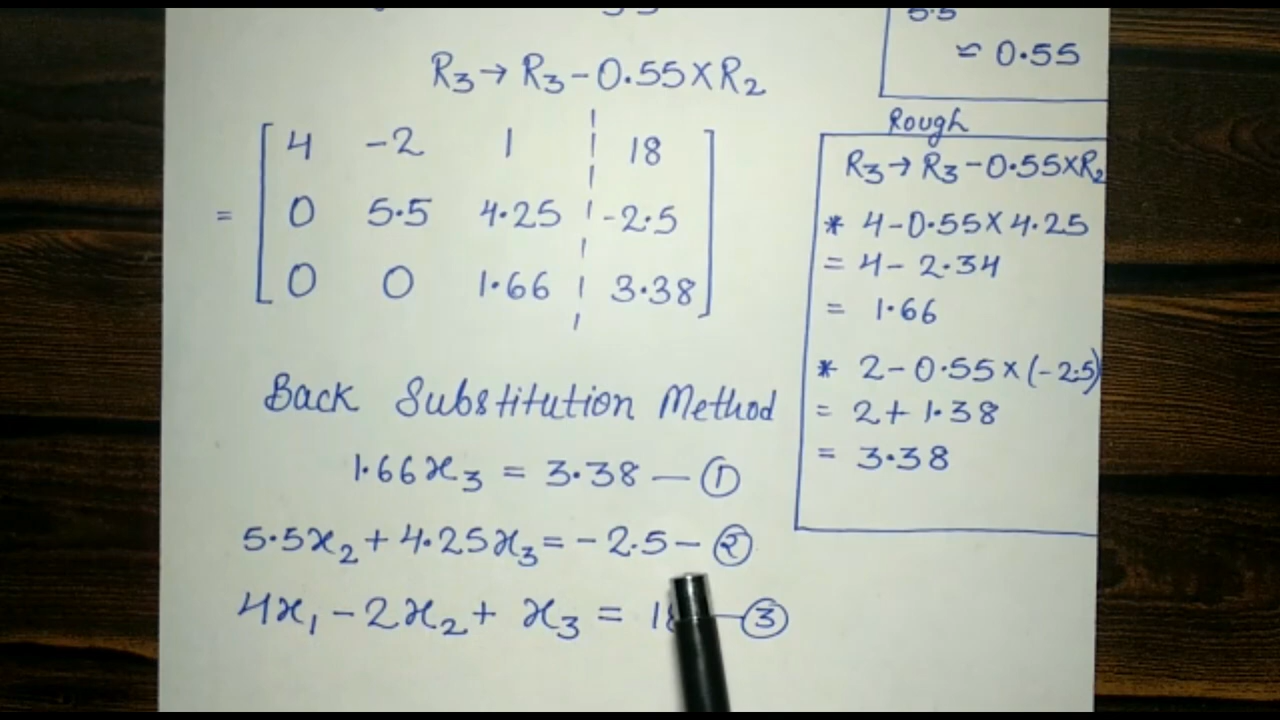 R3 → R3 - 0.55 X R2
= [ 4 -2 1 ¦ 18 ]
[ 0 5.5 4.25 ¦ -2.5 ]
[ 0 0 1.66 ¦ 3.38 ]
Back Substitution Method
1.66x3 = 3.38 — ①
5.5x2 + 4.25x3 = -2.5 — ②
4x1 - 2x2 + x3 = 18 — ③
5.5
≃ 0.55
Rough
R3 → R3 - 0.55XR2
* 4 - 0.55 X 4.25
= 4 - 2.34
= 1.66
* 2 - 0.55 x (-2.5)
= 2 + 1.38
= 3.38